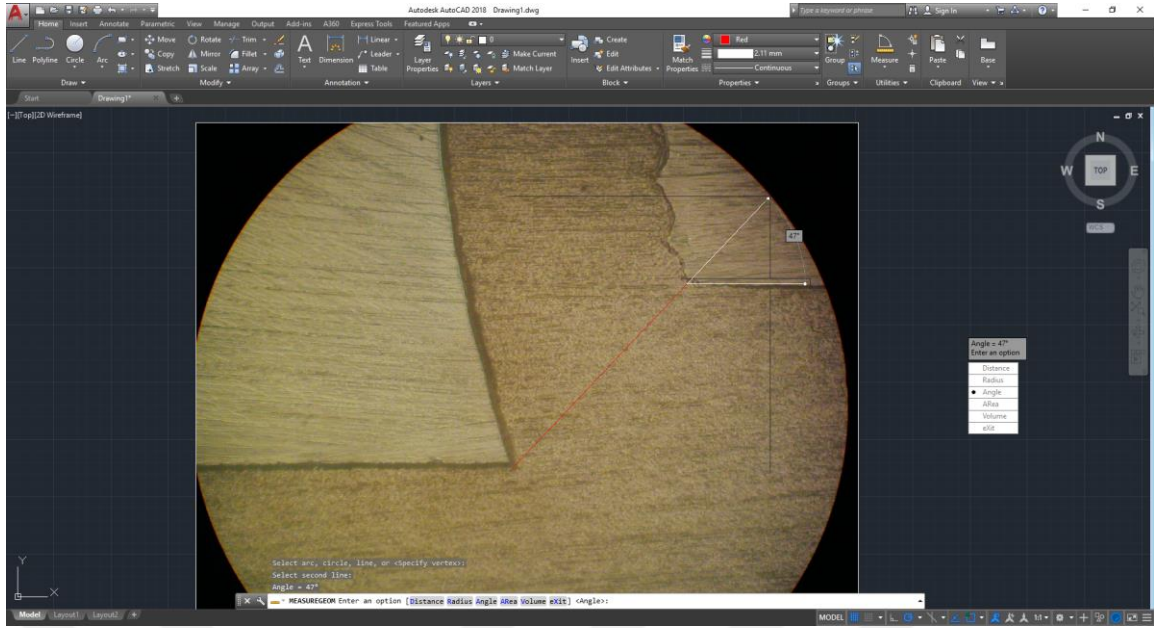 Autodesk AutoCAD 2018 Drawing1.dwg
Type a keyword or phrase
Sign In
Home Insert Annotate Parametric View Manage Output Add-ins A360 Express Tools Featured Apps
Line Polyline Circle Arc
Move Rotate Trim
Copy Mirror Fillet
Stretch Scale Array
Text Dimension
Linear
Leader
Table
Layer Properties
0
Make Current
Match Layer
Insert
Create
Edit
Edit Attributes
Match Properties
Red
2.11 mm
Continuous
Group
Measure
Paste
Base
Draw Modify Annotation Layers Block Properties Groups Utilities Clipboard View
Start Drawing1*
[−][Top][2D Wireframe]
N
W TOP E
S
WCS
47°
Angle = 47°
Enter an option
Distance
Radius
Angle
ARea
Volume
eXit
Select arc, circle, line, or <Specify vertex>:
Select second line:
Angle = 47°
Y
X
MEASUREGEOM Enter an option [Distance Radius Angle ARea Volume eXit] <Angle>:
Model Layout1 Layout2 +
MODEL
1:1